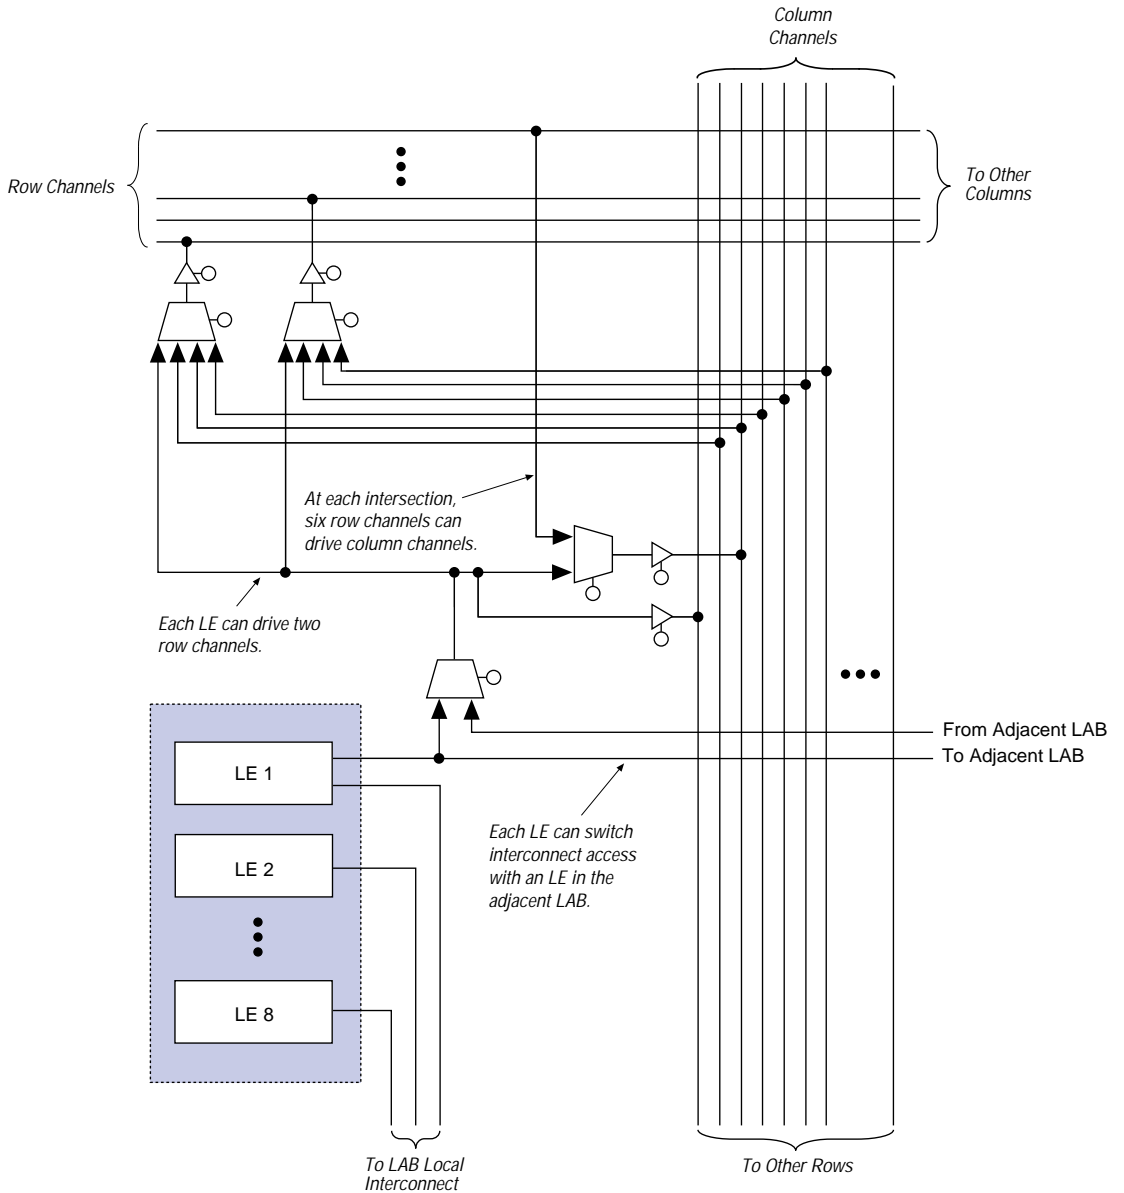 Column
Channels
Row Channels
To Other
Columns
At each intersection,
six row channels can
drive column channels.
Each LE can drive two
row channels.
From Adjacent LAB
To Adjacent LAB
LE 1
Each LE can switch
interconnect access
with an LE in the
adjacent LAB.
LE 2
LE 8
To LAB Local
Interconnect
To Other Rows